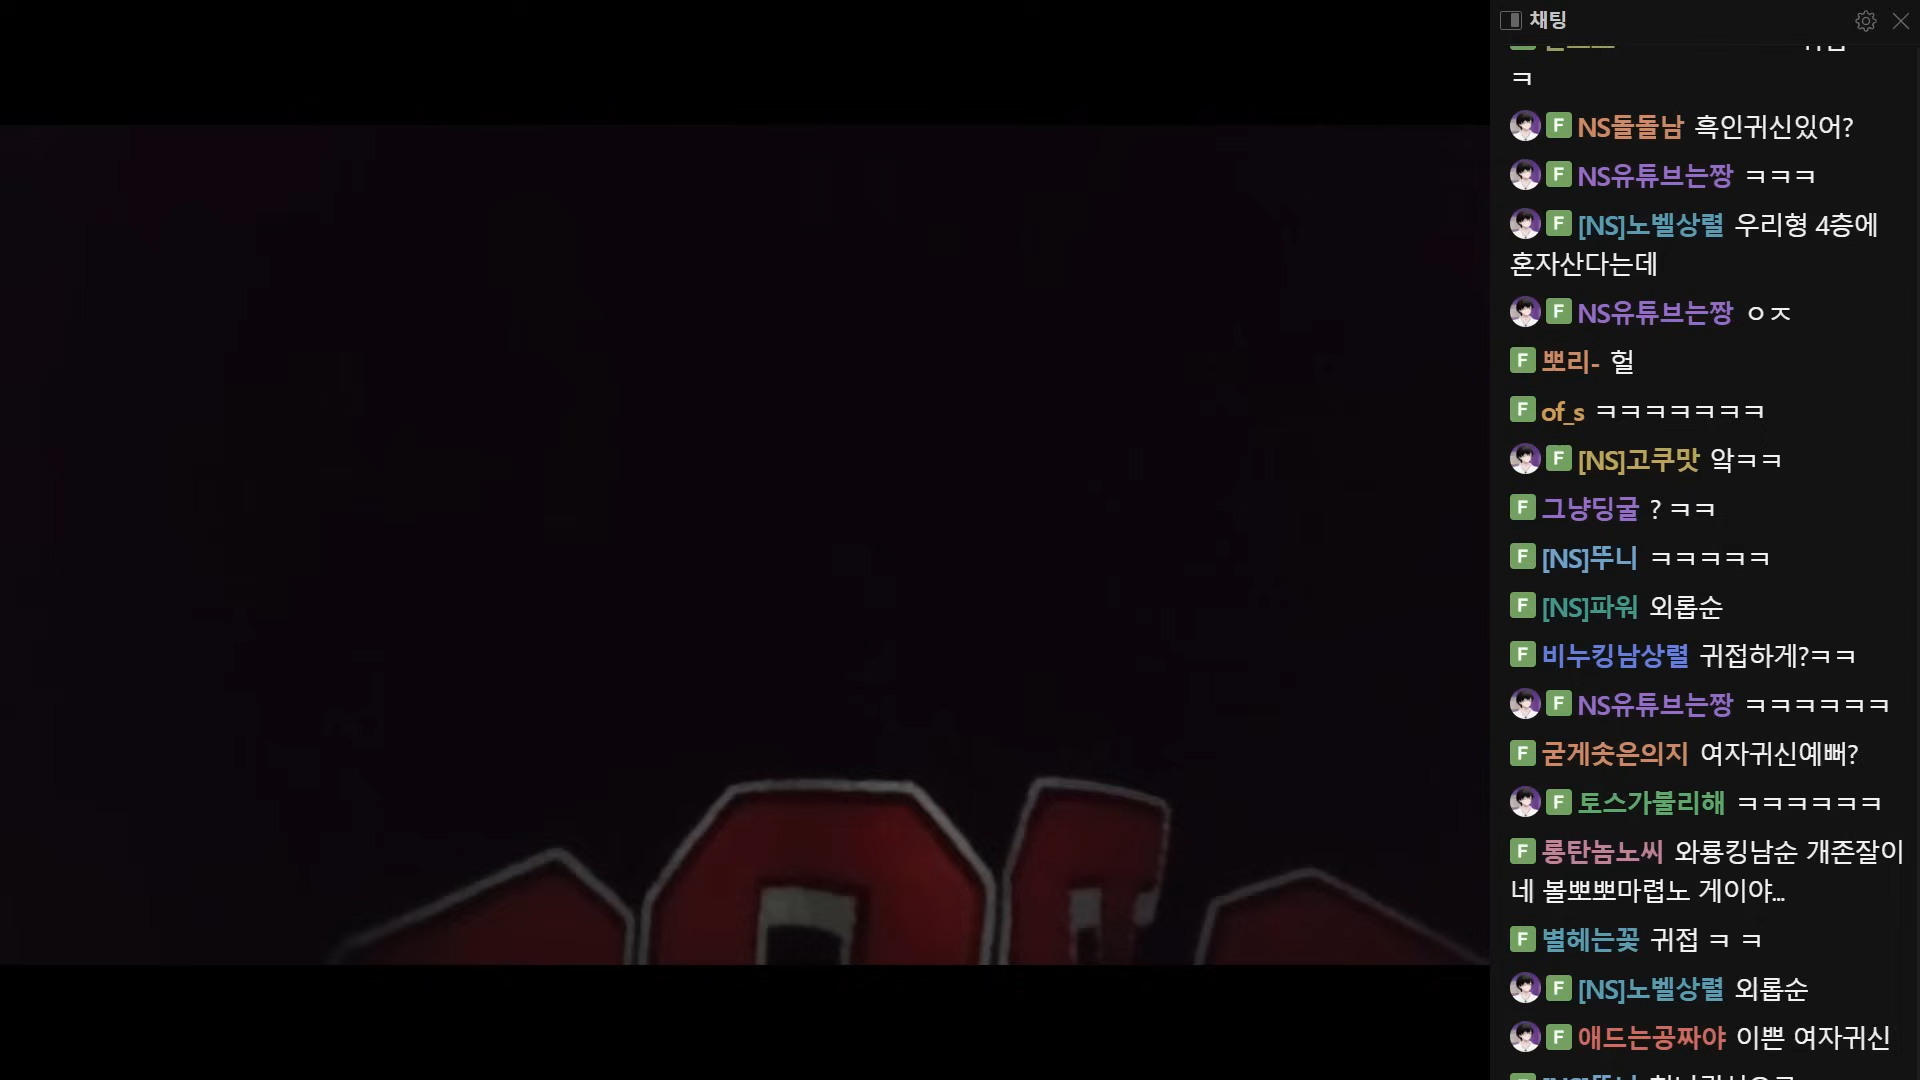 채팅
ㅋ
F NS돌돌남 흑인귀신있어?
F NS유튜브는짱 ㅋㅋㅋ
F [NS]노벨상렬 우리형 4층에
혼자산다는데
F NS유튜브는짱 ㅇㅈ
F 뽀리- 헐
F of_s ㅋㅋㅋㅋㅋㅋㅋ
F [NS]고쿠맛 앜ㅋㅋ
F 그냥딩굴 ? ㅋㅋ
F [NS]뚜니 ㅋㅋㅋㅋㅋ
F [NS]파워 외롭순
F 비누킹남상렬 귀접하게?ㅋㅋ
F NS유튜브는짱 ㅋㅋㅋㅋㅋㅋ
F 굳게솟은의지 여자귀신예뻐?
F 토스가불리해 ㅋㅋㅋㅋㅋㅋ
F 롱탄놈노씨 와룡킹남순 개존잘이
네 볼뽀뽀마렵노 게이야...
F 별헤는꽃 귀접 ㅋ ㅋ
F [NS]노벨상렬 외롭순
F 애드는공짜야 이쁜 여자귀신